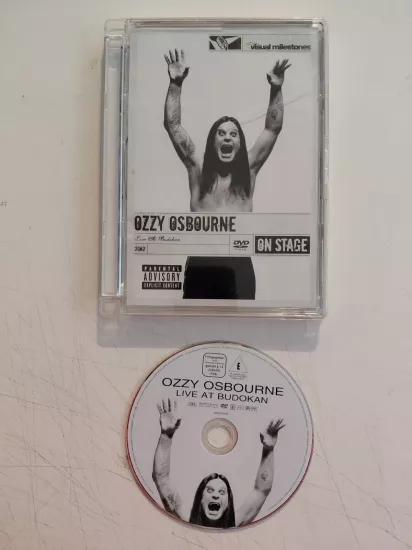 visual milestones
OZZY OSBOURNE
Live At Budokan
2002
DVD
ON STAGE
PARENTAL
ADVISORY
EXPLICIT CONTENT
E
OZZY OSBOURNE
LIVE AT BUDOKAN